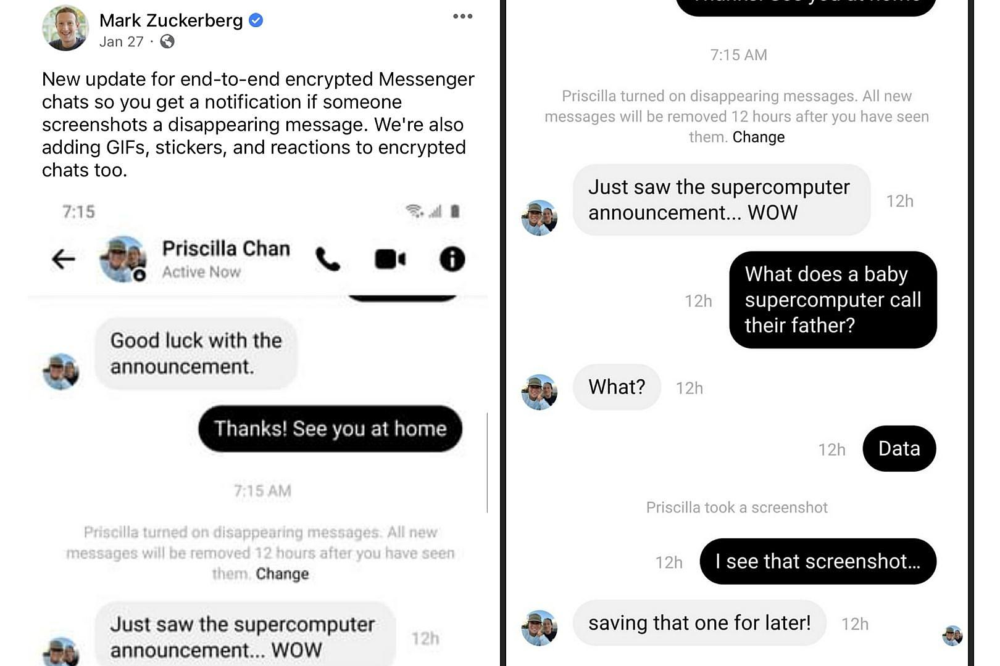 Mark Zuckerberg
Jan 27 ·
New update for end-to-end encrypted Messenger
chats so you get a notification if someone
screenshots a disappearing message. We're also
adding GIFs, stickers, and reactions to encrypted
chats too.
7:15
Priscilla Chan
Active Now
Good luck with the
announcement.
Thanks! See you at home
7:15 AM
Priscilla turned on disappearing messages. All new
messages will be removed 12 hours after you have seen
them. Change
Just saw the supercomputer
announcement... WOW
12h
Thanks! See you at home
7:15 AM
Priscilla turned on disappearing messages. All new
messages will be removed 12 hours after you have seen
them. Change
Just saw the supercomputer
announcement... WOW
12h
What does a baby
supercomputer call
their father?
12h
What?
12h
12h
Data
Priscilla took a screenshot
12h
I see that screenshot...
saving that one for later!
12h